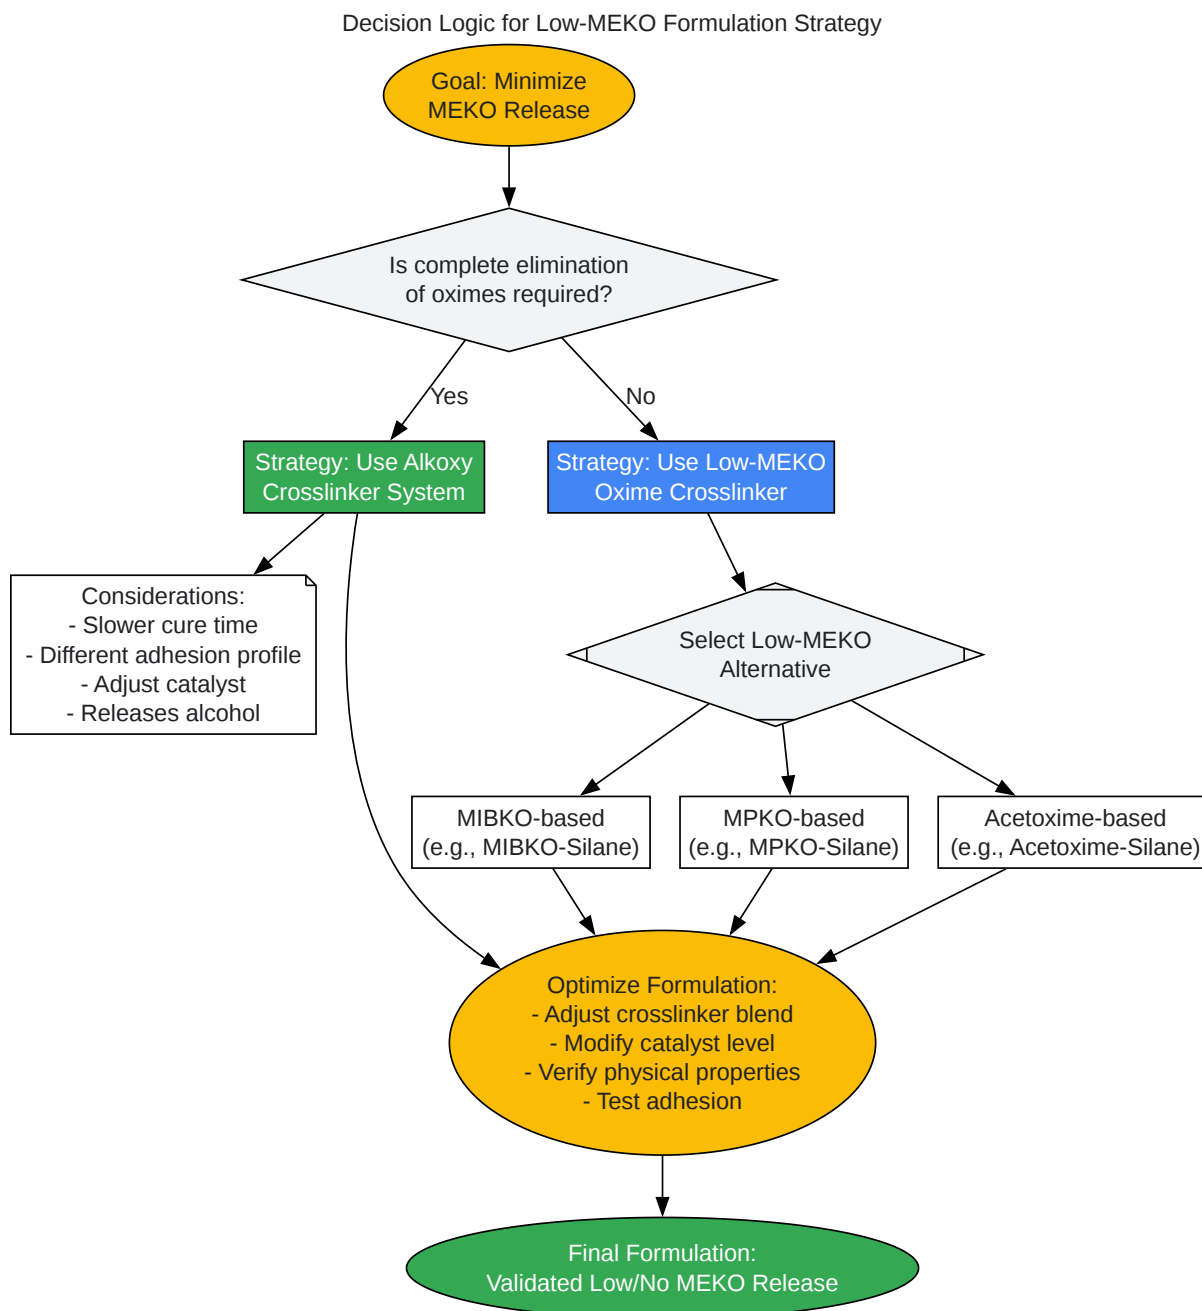 Decision Logic for Low-MEKO Formulation Strategy
Goal: Minimize
MEKO Release
Is complete elimination
of oximes required?
Yes
No
Strategy: Use Alkoxy
Crosslinker System
Strategy: Use Low-MEKO
Oxime Crosslinker
Considerations:
- Slower cure time
- Different adhesion profile
- Adjust catalyst
- Releases alcohol
Select Low-MEKO
Alternative
MIBKO-based
(e.g., MIBKO-Silane)
MPKO-based
(e.g., MPKO-Silane)
Acetoxime-based
(e.g., Acetoxime-Silane)
Optimize Formulation:
- Adjust crosslinker blend
- Modify catalyst level
- Verify physical properties
- Test adhesion
Final Formulation:
Validated Low/No MEKO Release